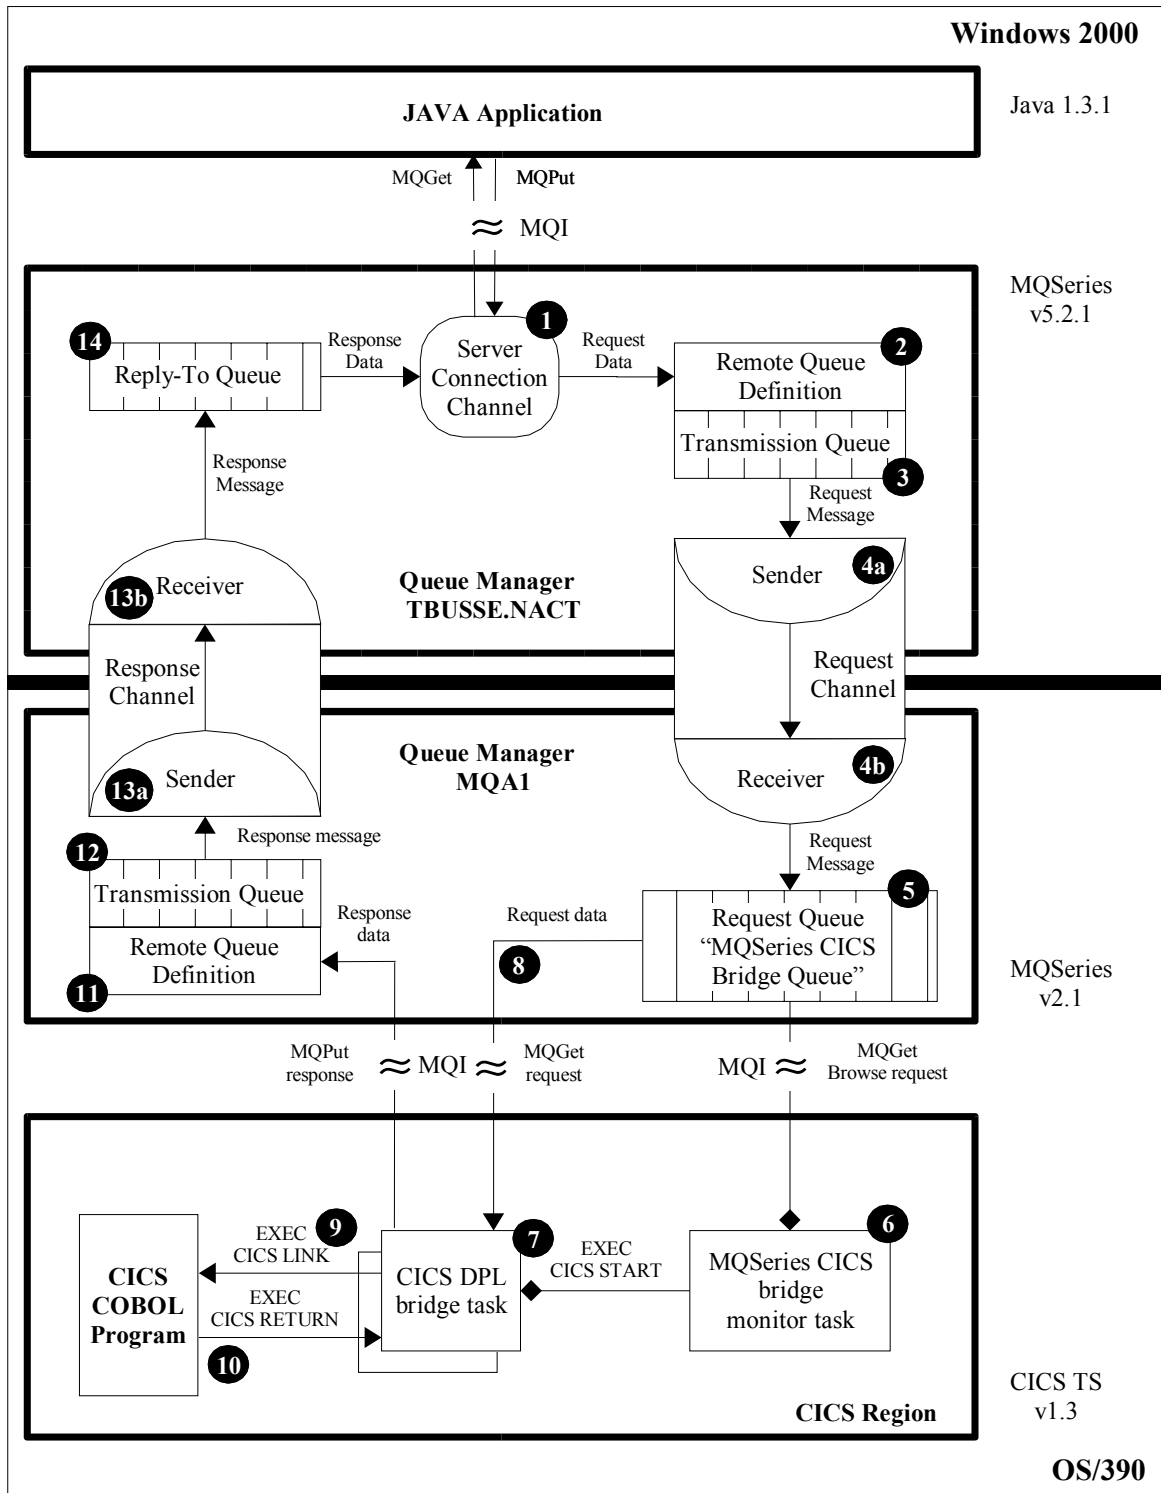 Windows 2000
JAVA Application
Java 1.3.1
MQGet
MQPut
MQI
MQSeries
v5.2.1
1
14
2
Reply-To Queue
Response
Data
Server
Connection
Channel
Request
Data
Remote Queue
Definition
Transmission Queue
3
Response
Message
Request
Message
Receiver
13b
Queue Manager
TBUSSE.NACT
Sender
4a
Response
Channel
Request
Channel
Queue Manager
MQA1
Sender
13a
Receiver
4b
Response message
12
Transmission Queue
Remote Queue
Definition
11
Response
data
Request data
8
Request
Message
5
Request Queue
“MQSeries CICS
Bridge Queue”
MQSeries
v2.1
MQPut
response
MQI
MQGet
request
MQI
MQGet
Browse request
9
EXEC
CICS LINK
7
EXEC
CICS START
6
CICS
COBOL
Program
EXEC
CICS RETURN
10
CICS DPL
bridge task
MQSeries CICS
bridge
monitor task
CICS Region
CICS TS
v1.3
OS/390